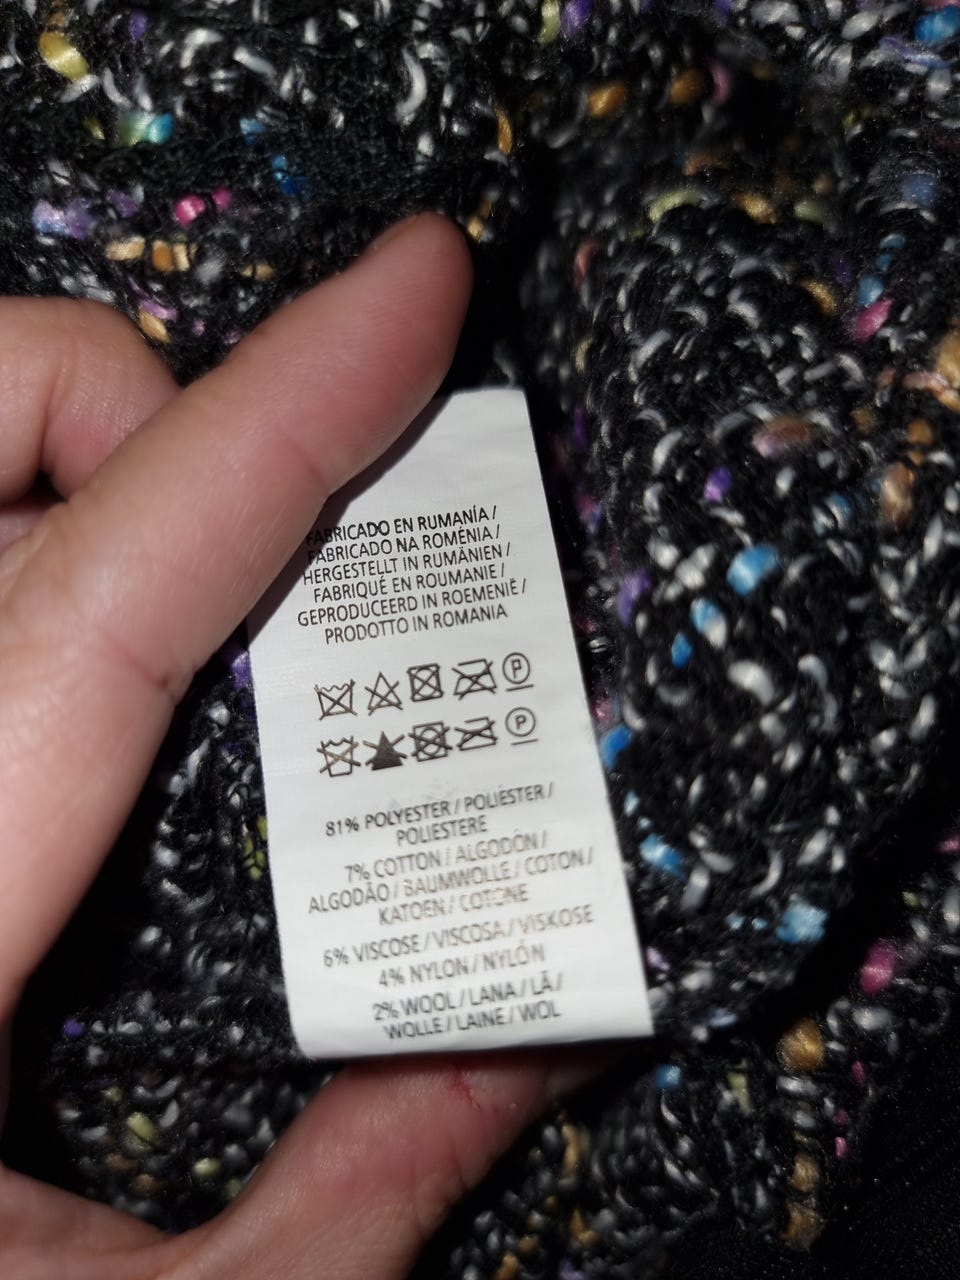 FABRICADO EN RUMANÍA /
FABRICADO NA ROMÉNIA /
HERGESTELLT IN RUMÄNIEN /
FABRIQUÉ EN ROUMANIE /
GEPRODUCEERD IN ROEMENIË /
PRODOTTO IN ROMANIA
P
P
81% POLYESTER / POLIÉSTER /
POLIESTERE
7% COTTON / ALGODÓN /
ALGODÃO / BAUMWOLLE / COTON /
KATOEN / COTONE
6% VISCOSE / VISCOSA / VISKOSE
4% NYLON / NYLÓN
2% WOOL / LANA / LÃ /
WOLLE / LAINE / WOL